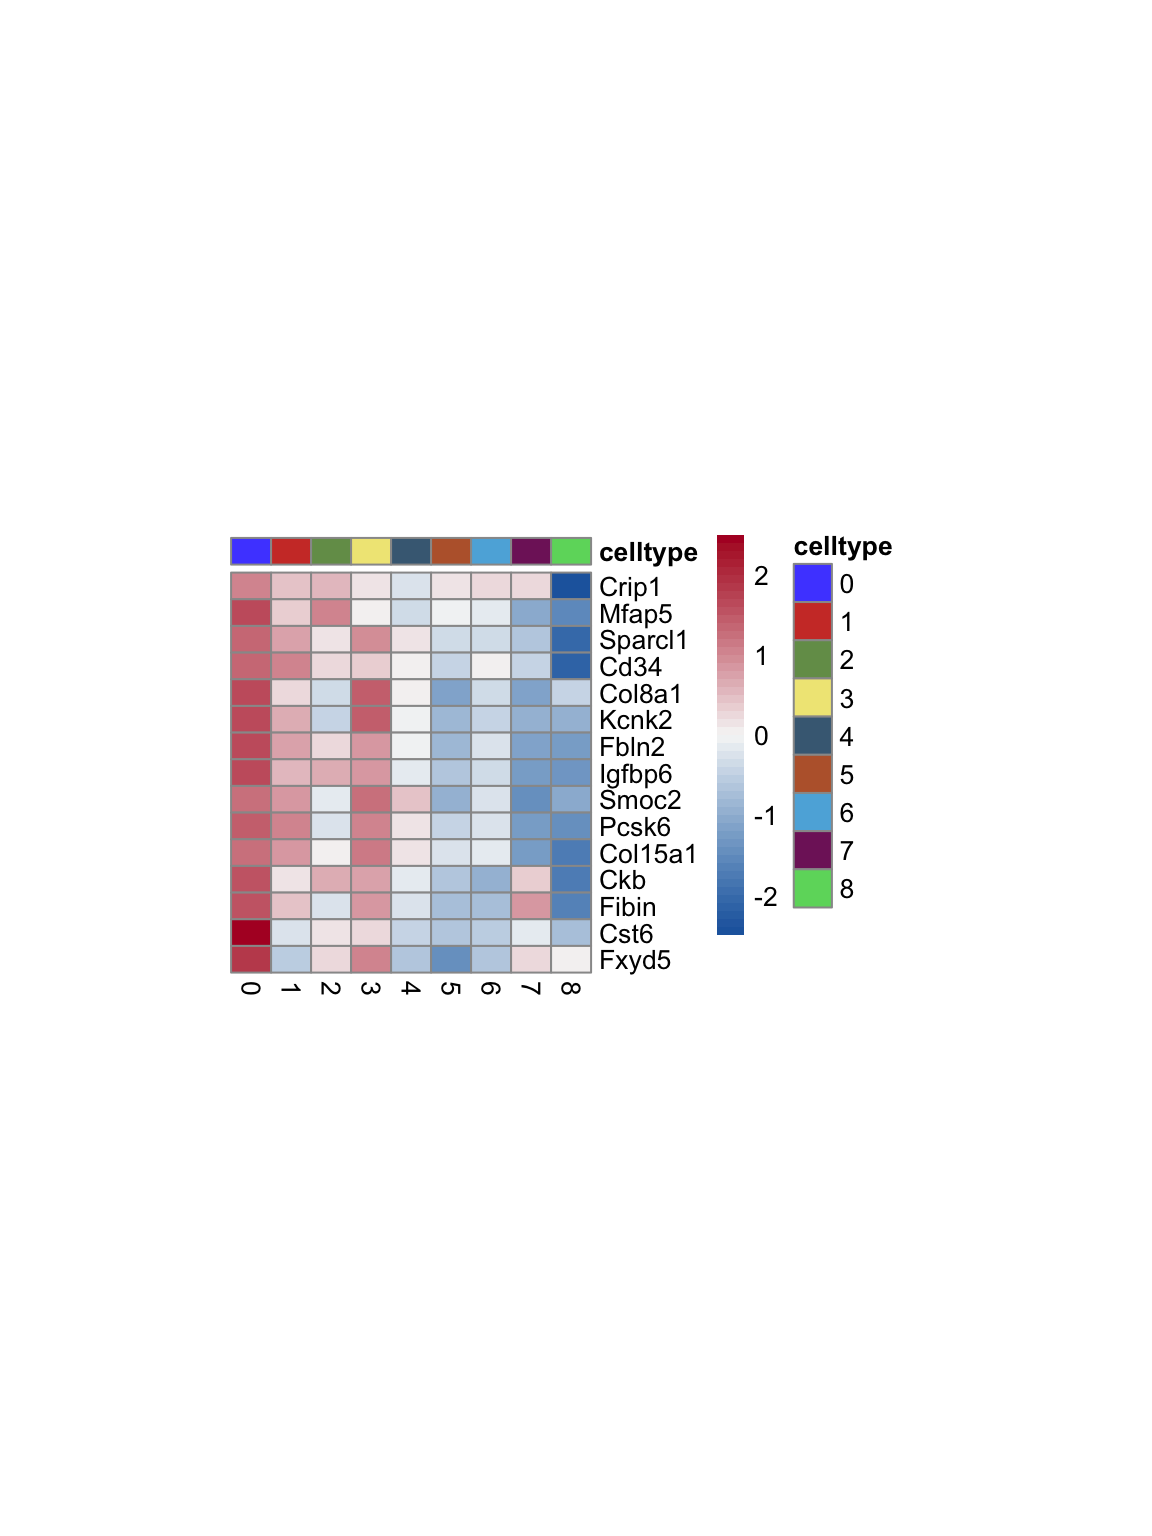 celltype
Crip1
Mfap5
Sparcl1
Cd34
Col8a1
Kcnk2
Fbln2
Igfbp6
Smoc2
Pcsk6
Col15a1
Ckb
Fibin
Cst6
Fxyd5
0 1 2 3 4 5 6 7 8
2
1
0
-1
-2
celltype
0
1
2
3
4
5
6
7
8